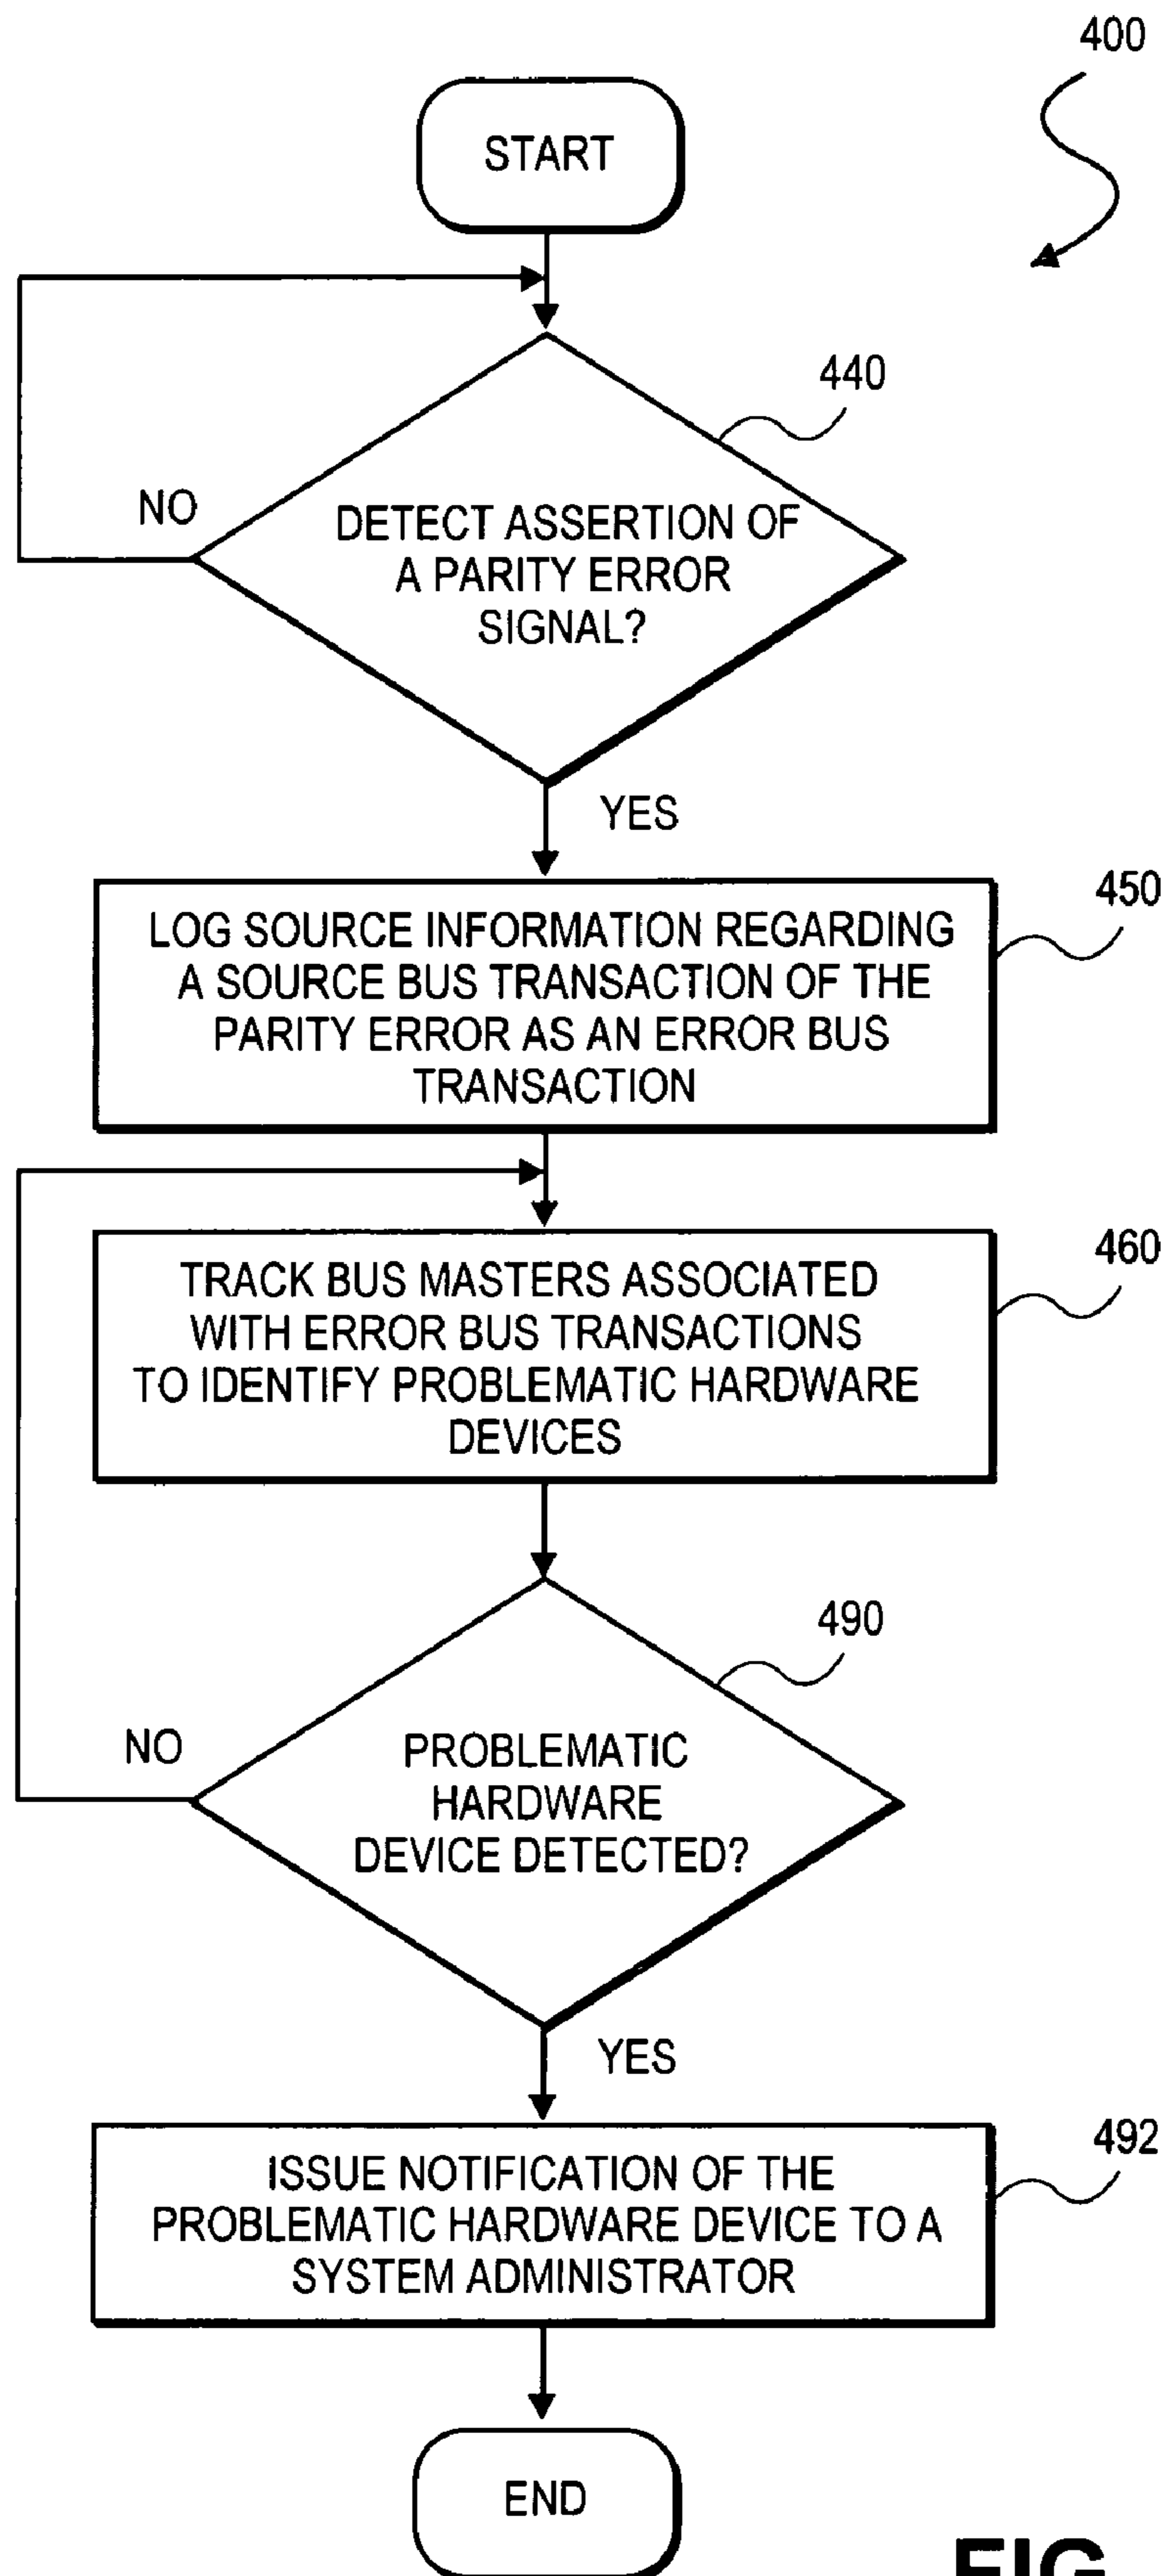 400
START
440
NO
DETECT ASSERTION OF
A PARITY ERROR
SIGNAL?
YES
450
LOG SOURCE INFORMATION REGARDING
A SOURCE BUS TRANSACTION OF THE
PARITY ERROR AS AN ERROR BUS
TRANSACTION
460
TRACK BUS MASTERS ASSOCIATED
WITH ERROR BUS TRANSACTIONS
TO IDENTIFY PROBLEMATIC HARDWARE
DEVICES
490
NO
PROBLEMATIC
HARDWARE
DEVICE DETECTED?
YES
492
ISSUE NOTIFICATION OF THE
PROBLEMATIC HARDWARE DEVICE TO A
SYSTEM ADMINISTRATOR
END
FIG